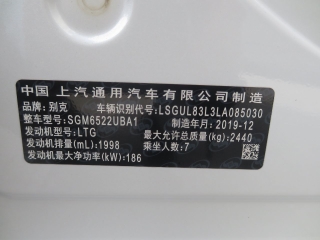 中国 上汽通用汽车有限公司制造
品牌：别克 车辆识别代号：LSGUL83L3LA085030
整车型号：SGM6522UBA1 制造年月：2019-12
发动机型号：LTG 最大允许总质量(kg)：2440
发动机排量(mL)：1998 乘坐人数：7
发动机最大净功率(kW)：186